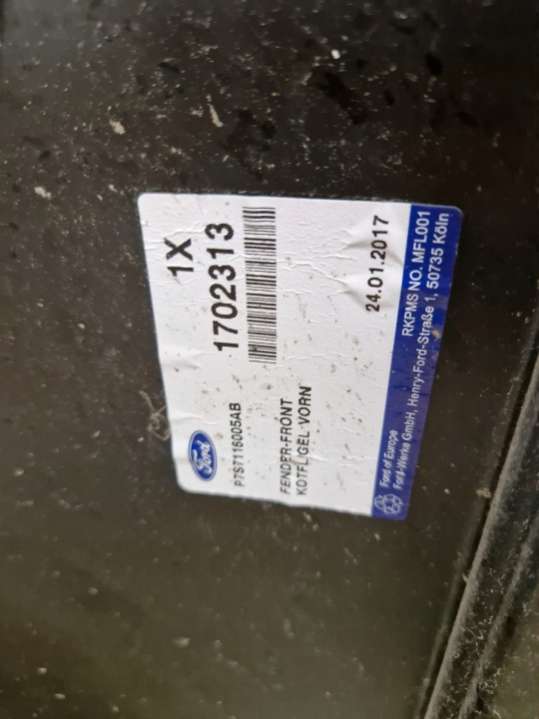 Ford
1X
1702313
P7S7116005AB
FENDER-FRONT
KOTFLÜGEL VORN
24.01.2017
RKPMS NO. MFL001
Ford of Europe
Ford-Werke GmbH, Henry-Ford-Straße 1, 50735 Köln